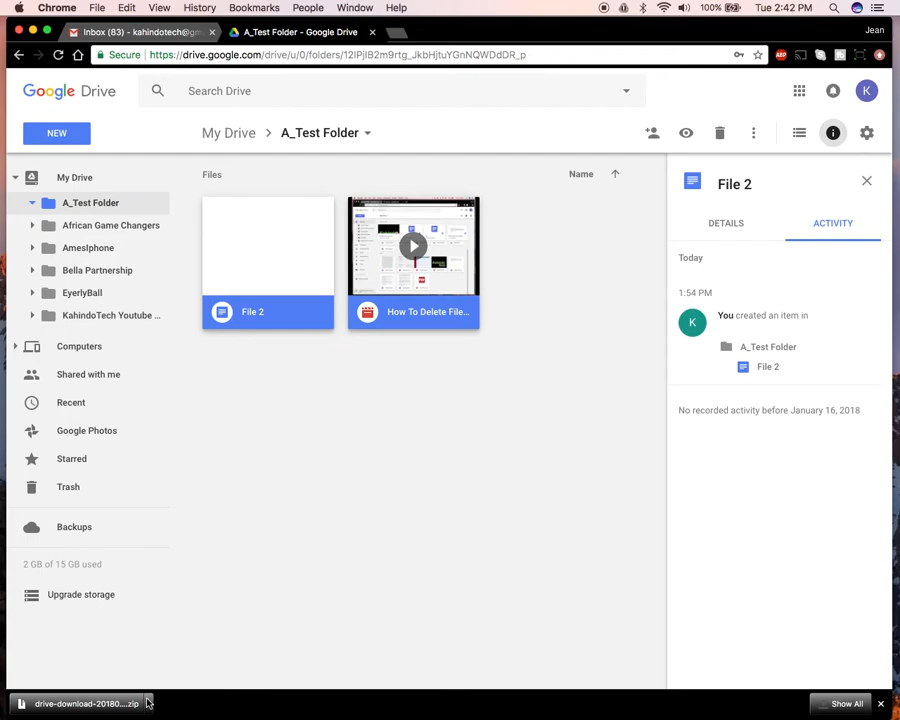 Chrome File Edit View History Bookmarks People Window Help 100% Tue 2:42 PM
Inbox (83) - kahindotech@gm A_Test Folder - Google Drive Jean
Secure https://drive.google.com/drive/u/0/folders/12IPjiB2m9rtg_JkbHjtuYGnNQWDdDR_p
Google Drive Search Drive K
NEW My Drive > A_Test Folder
Files Name
My Drive
A_Test Folder
African Game Changers
AmesIphone
Bella Partnership
EyerlyBall
KahindoTech Youtube ...
Computers
Shared with me
Recent
Google Photos
Starred
Trash
Backups
2 GB of 15 GB used
Upgrade storage
File 2
How To Delete File...
File 2
DETAILS ACTIVITY
Today
1:54 PM
K You created an item in
A_Test Folder
File 2
No recorded activity before January 16, 2018
drive-download-20180....zip Show All